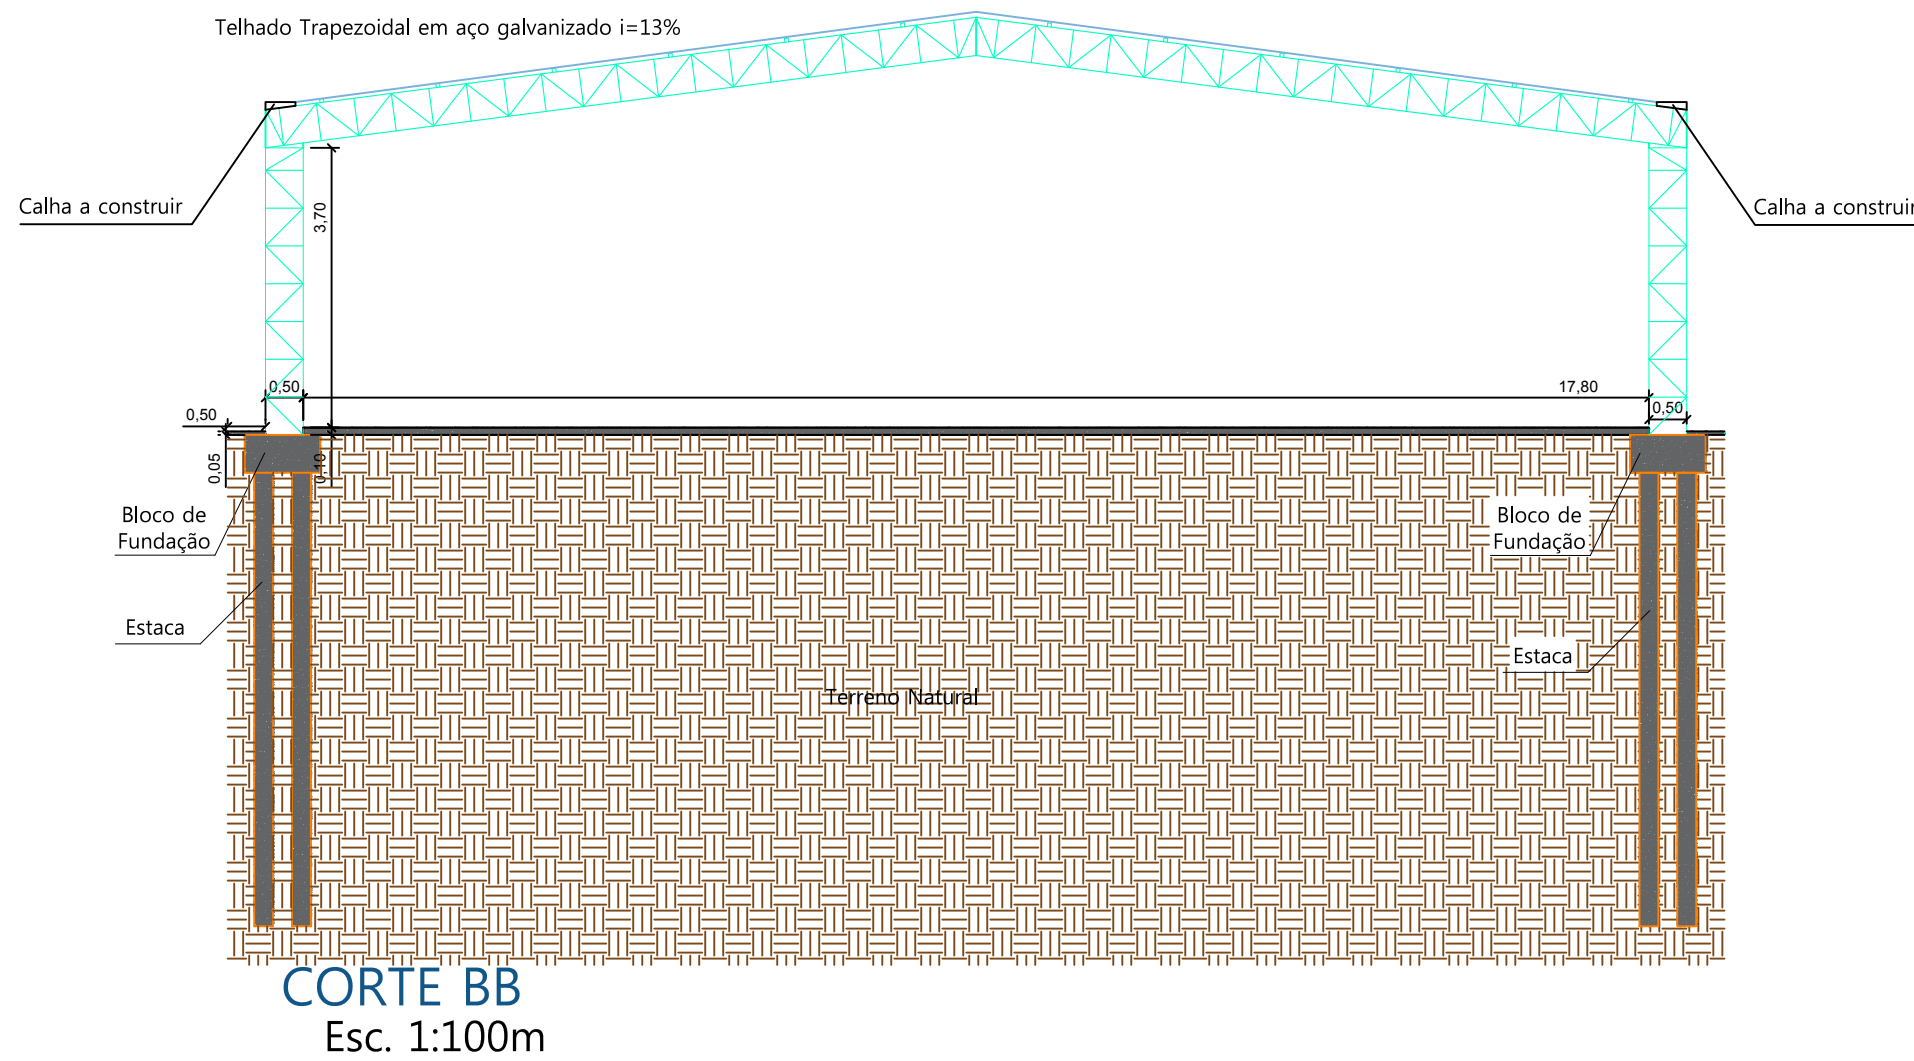 Telhado Trapezoidal em aço galvanizado i=13%
Calha a construir
Calha a construir
3,70
0,50
17,80
0,50
0,50
0,05
0,10
Bloco de
Fundação
Bloco de
Fundação
Estaca
Estaca
Terreno Natural
CORTE BB
Esc. 1:100m